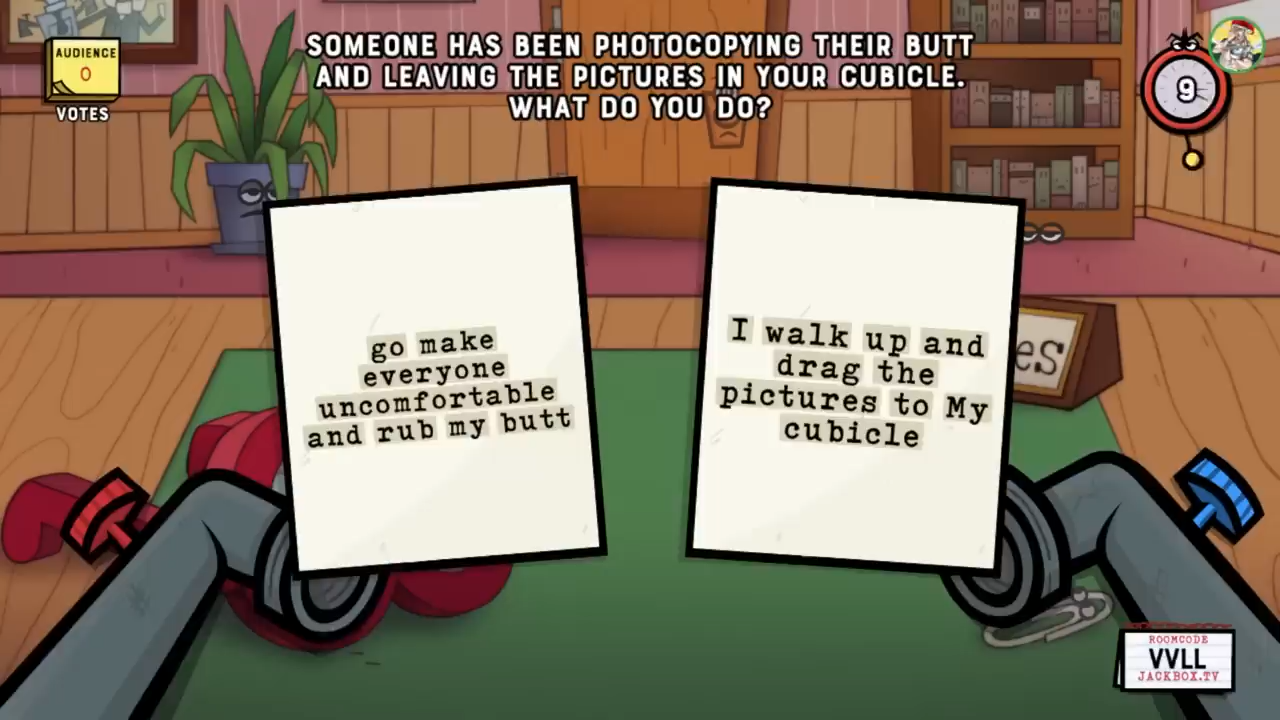 AUDIENCE
0
VOTES
SOMEONE HAS BEEN PHOTOCOPYING THEIR BUTT
AND LEAVING THE PICTURES IN YOUR CUBICLE.
WHAT DO YOU DO?
9
go make
everyone
uncomfortable
and rub my butt
I walk up and
drag the
pictures to My
cubicle
es
ROOMCODE
VVLL
JACKBOX.TV